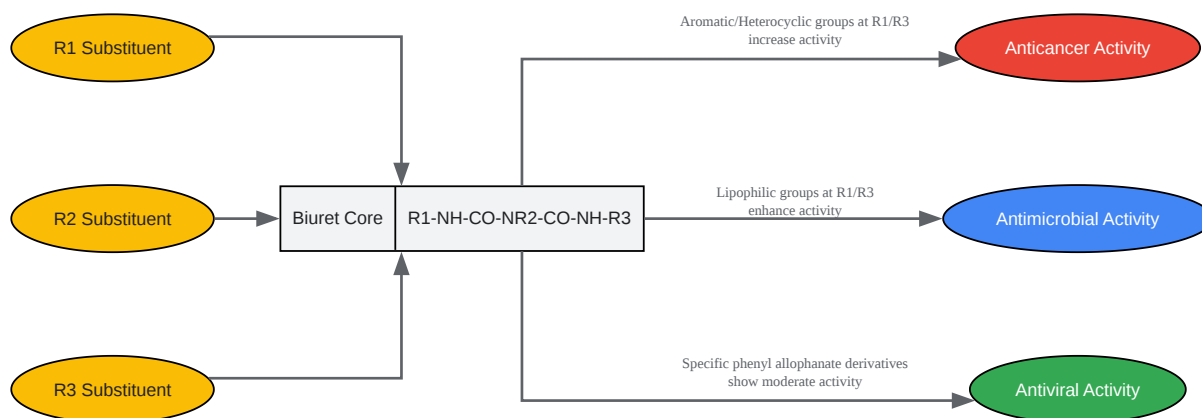 R1 Substituent
Aromatic/Heterocyclic groups at R1/R3
increase activity
Anticancer Activity
R2 Substituent
Biuret Core
R1-NH-CO-NR2-CO-NH-R3
Lipophilic groups at R1/R3
enhance activity
Antimicrobial Activity
R3 Substituent
Specific phenyl allophanate derivatives
show moderate activity
Antiviral Activity